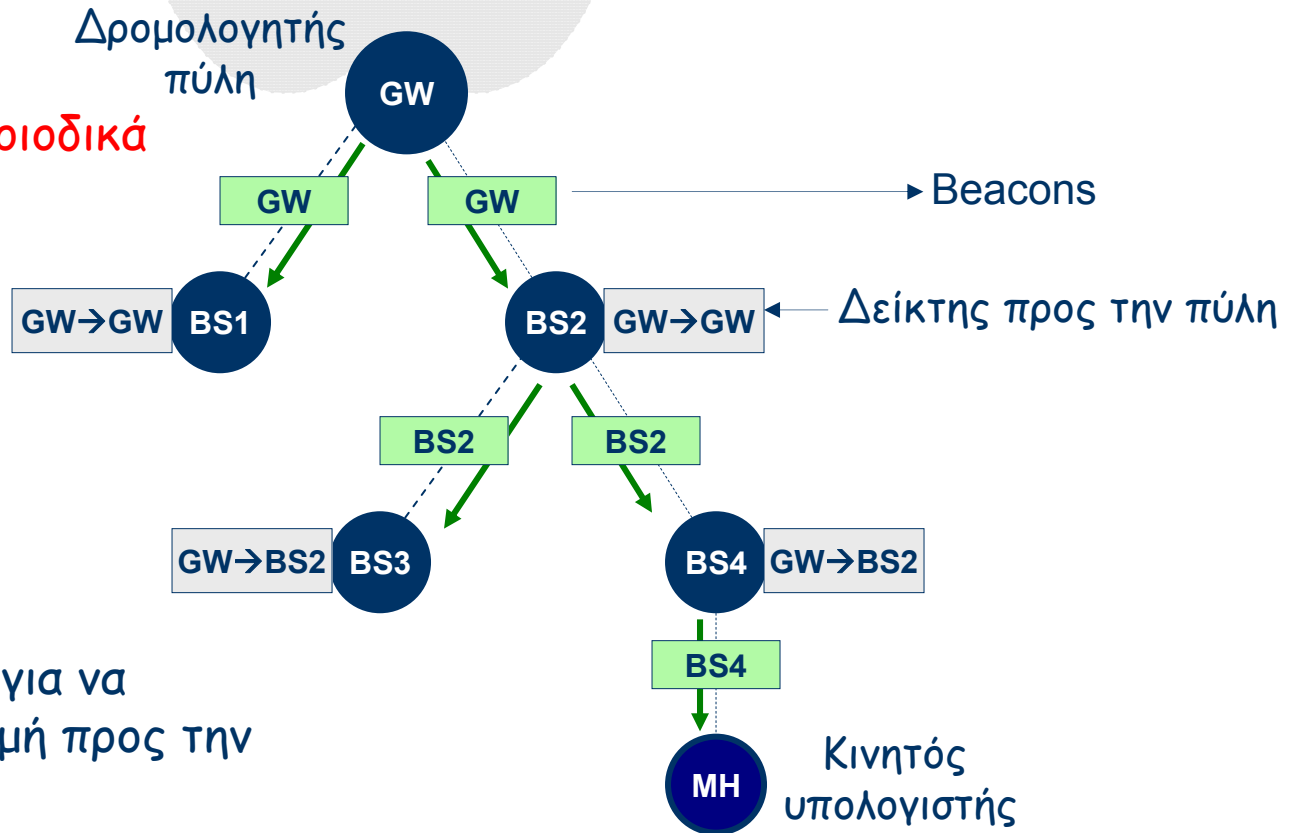 Δρομολογητής
πύλη
GW
ριοδικά
GW
GW
Beacons
GW→GW
BS1
BS2
GW→GW
Δείκτης προς την πύλη
BS2
BS2
GW→BS2
BS3
BS4
GW→BS2
BS4
για να
μή προς την
MH
Κινητός
υπολογιστής